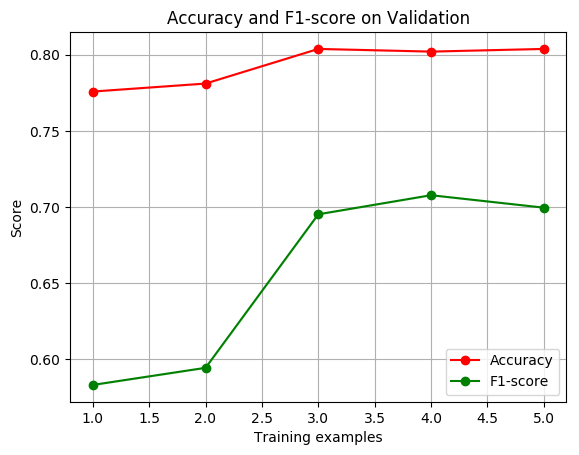 Accuracy and F1-score on Validation
Score
0.80
0.75
0.70
0.65
0.60
Accuracy
F1-score
1.0 1.5 2.0 2.5 3.0 3.5 4.0 4.5 5.0
Training examples